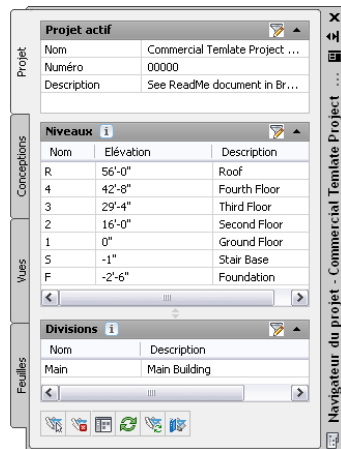 Projet actif
Nom Commercial Temlate Project ...
Numéro 00000
Description See ReadMe document in Br...
Niveaux i
Nom Elévation Description
R 56'-0" Roof
4 42'-8" Fourth Floor
3 29'-4" Third Floor
2 16'-0" Second Floor
1 0" Ground Floor
S -1" Stair Base
F -2'-6" Foundation
Divisions i
Nom Description
Main Main Building
Projet
Conceptions
Vues
Feuilles
Navigateur du projet - Commercial Temlate Project ...